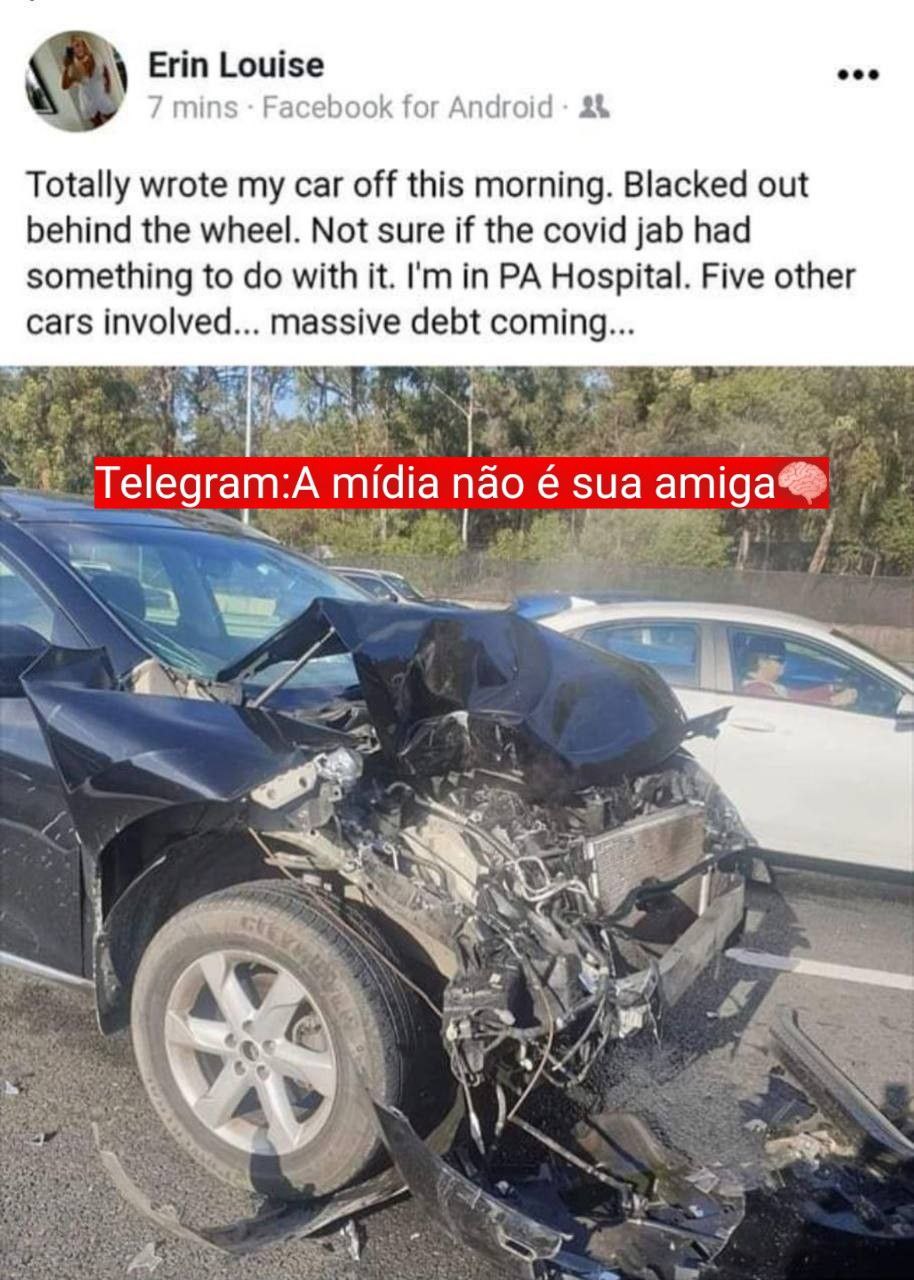 Erin Louise
7 mins · Facebook for Android ·
Totally wrote my car off this morning. Blacked out
behind the wheel. Not sure if the covid jab had
something to do with it. I'm in PA Hospital. Five other
cars involved... massive debt coming...
Telegram:A mídia não é sua amiga🧠